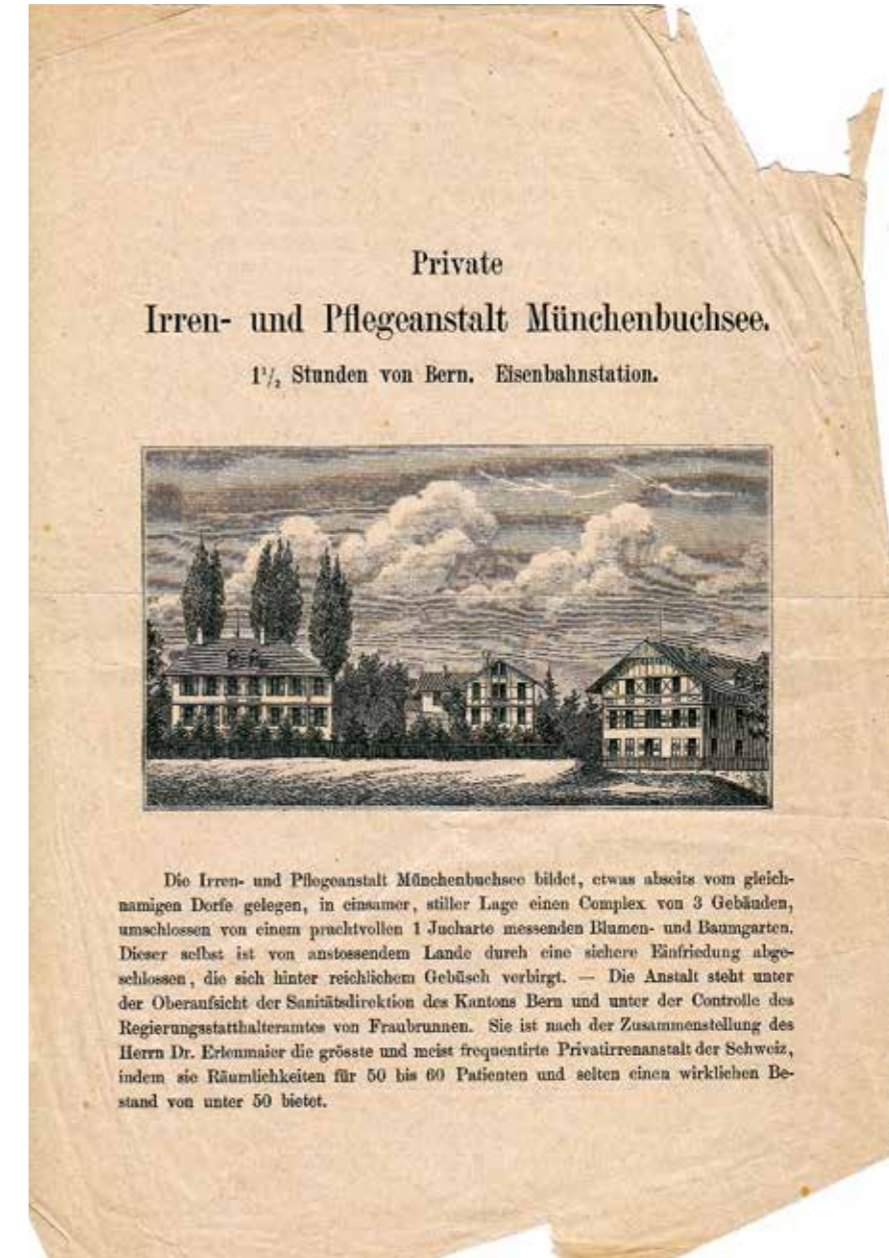 Private
Irren- und Pflegeanstalt Münchenbuchsee.
1¹/₂ Stunden von Bern. Eisenbahnstation.
Die Irren- und Pflegeanstalt Münchenbuchsee bildet, etwas abseits vom gleich-
namigen Dorfe gelegen, in einsamer, stiller Lage einen Complex von 3 Gebäuden,
umschlossen von einem prachtvollen 1 Jucharte messenden Blumen- und Baumgarten.
Dieser selbst ist von anstossendem Lande durch eine sichere Einfriedung abge-
schlossen, die sich hinter reichlichem Gebüsch verbirgt. — Die Anstalt steht unter
der Oberaufsicht der Sanitätsdirektion des Kantons Bern und unter der Controlle des
Regierungsstatthalteramtes von Fraubrunnen. Sie ist nach der Zusammenstellung des
Herrn Dr. Erlenmaier die grösste und meist frequentirte Privatirrenanstalt der Schweiz,
indem sie Räumlichkeiten für 50 bis 60 Patienten und selten einen wirklichen Be-
stand von unter 50 bietet.